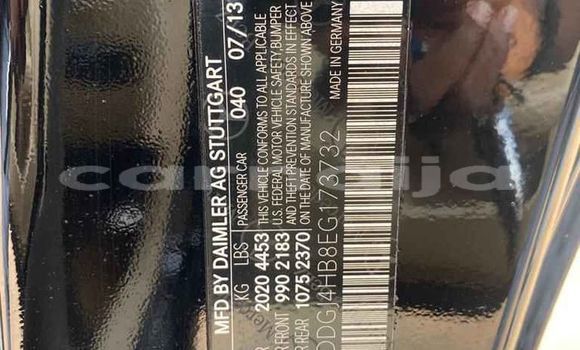 MFD BY DAIMLER AG STUTTGART
040 07/13
KG LBS PASSENGER CAR
2020 4453 THIS VEHICLE CONFORMS TO ALL APPLICABLE
FRONT 990 2183 U.S. FEDERAL MOTOR VEHICLE SAFETY, BUMPER
REAR 1075 2370 AND THEFT PREVENTION STANDARDS IN EFFECT
ON THE DATE OF MANUFACTURE SHOWN ABOVE
DDGJ4HB8EG173732
MADE IN GERMANY